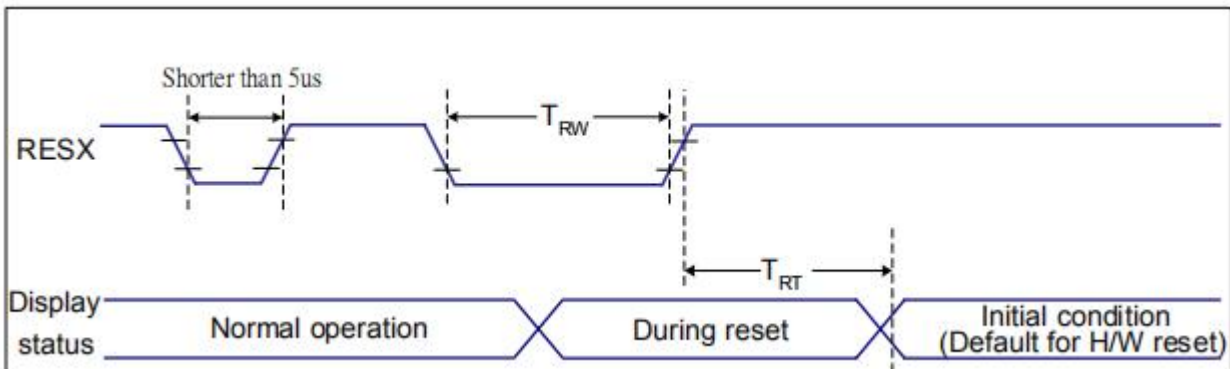 Shorter than 5us
RESX
TRW
TRT
Display
status
Normal operation
During reset
Initial condition
(Default for H/W reset)